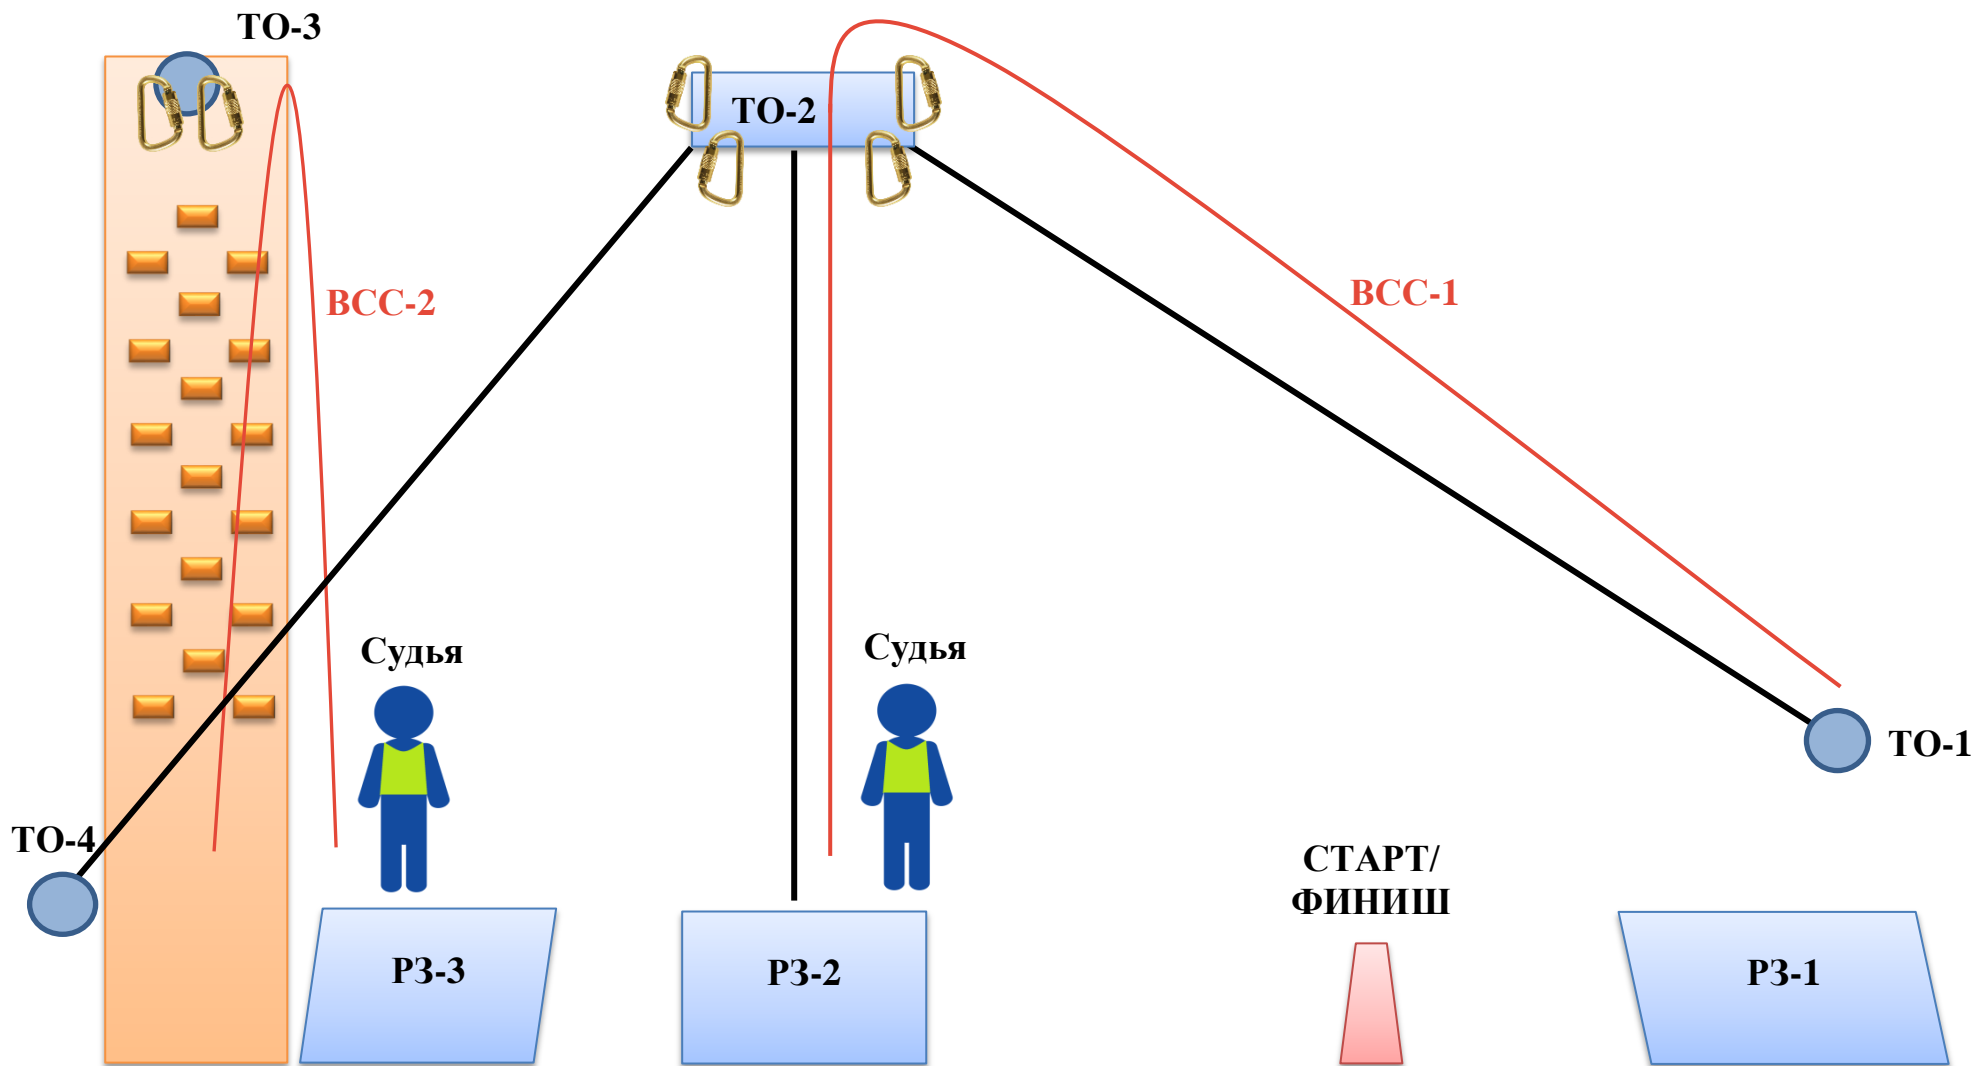 ТО-3
ТО-2
ВСС-2
ВСС-1
Судья
Судья
ТО-1
ТО-4
СТАРТ/
ФИНИШ
РЗ-3
РЗ-2
РЗ-1